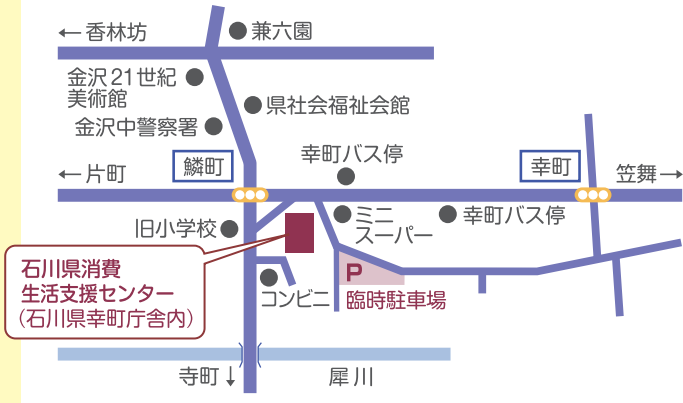 ←香林坊
兼六園
金沢21世紀
美術館
県社会福祉会館
金沢中警察署
幸町バス停
←片町
鱗町
幸町
笠舞→
ミニ
スーパー
幸町バス停
旧小学校
石川県消費
生活支援センター
（石川県幸町庁舎内）
P
臨時駐車場
コンビニ
寺町↓
犀川